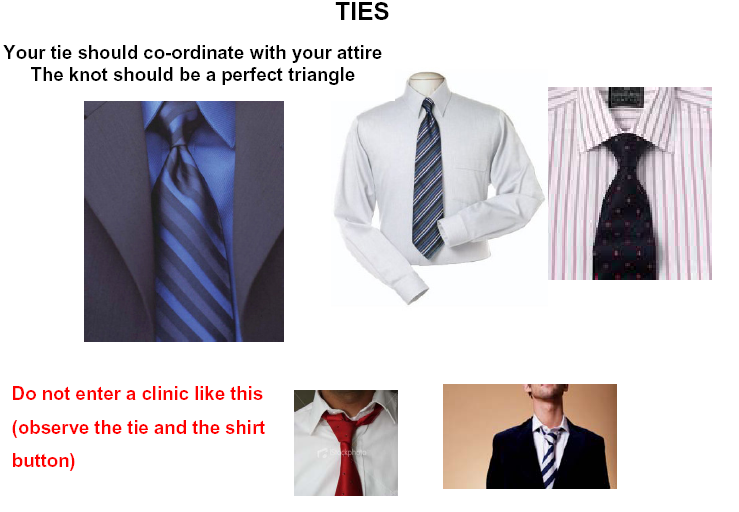 TIES
Your tie should co-ordinate with your attire
The knot should be a perfect triangle
Do not enter a clinic like this
(observe the tie and the shirt
button)